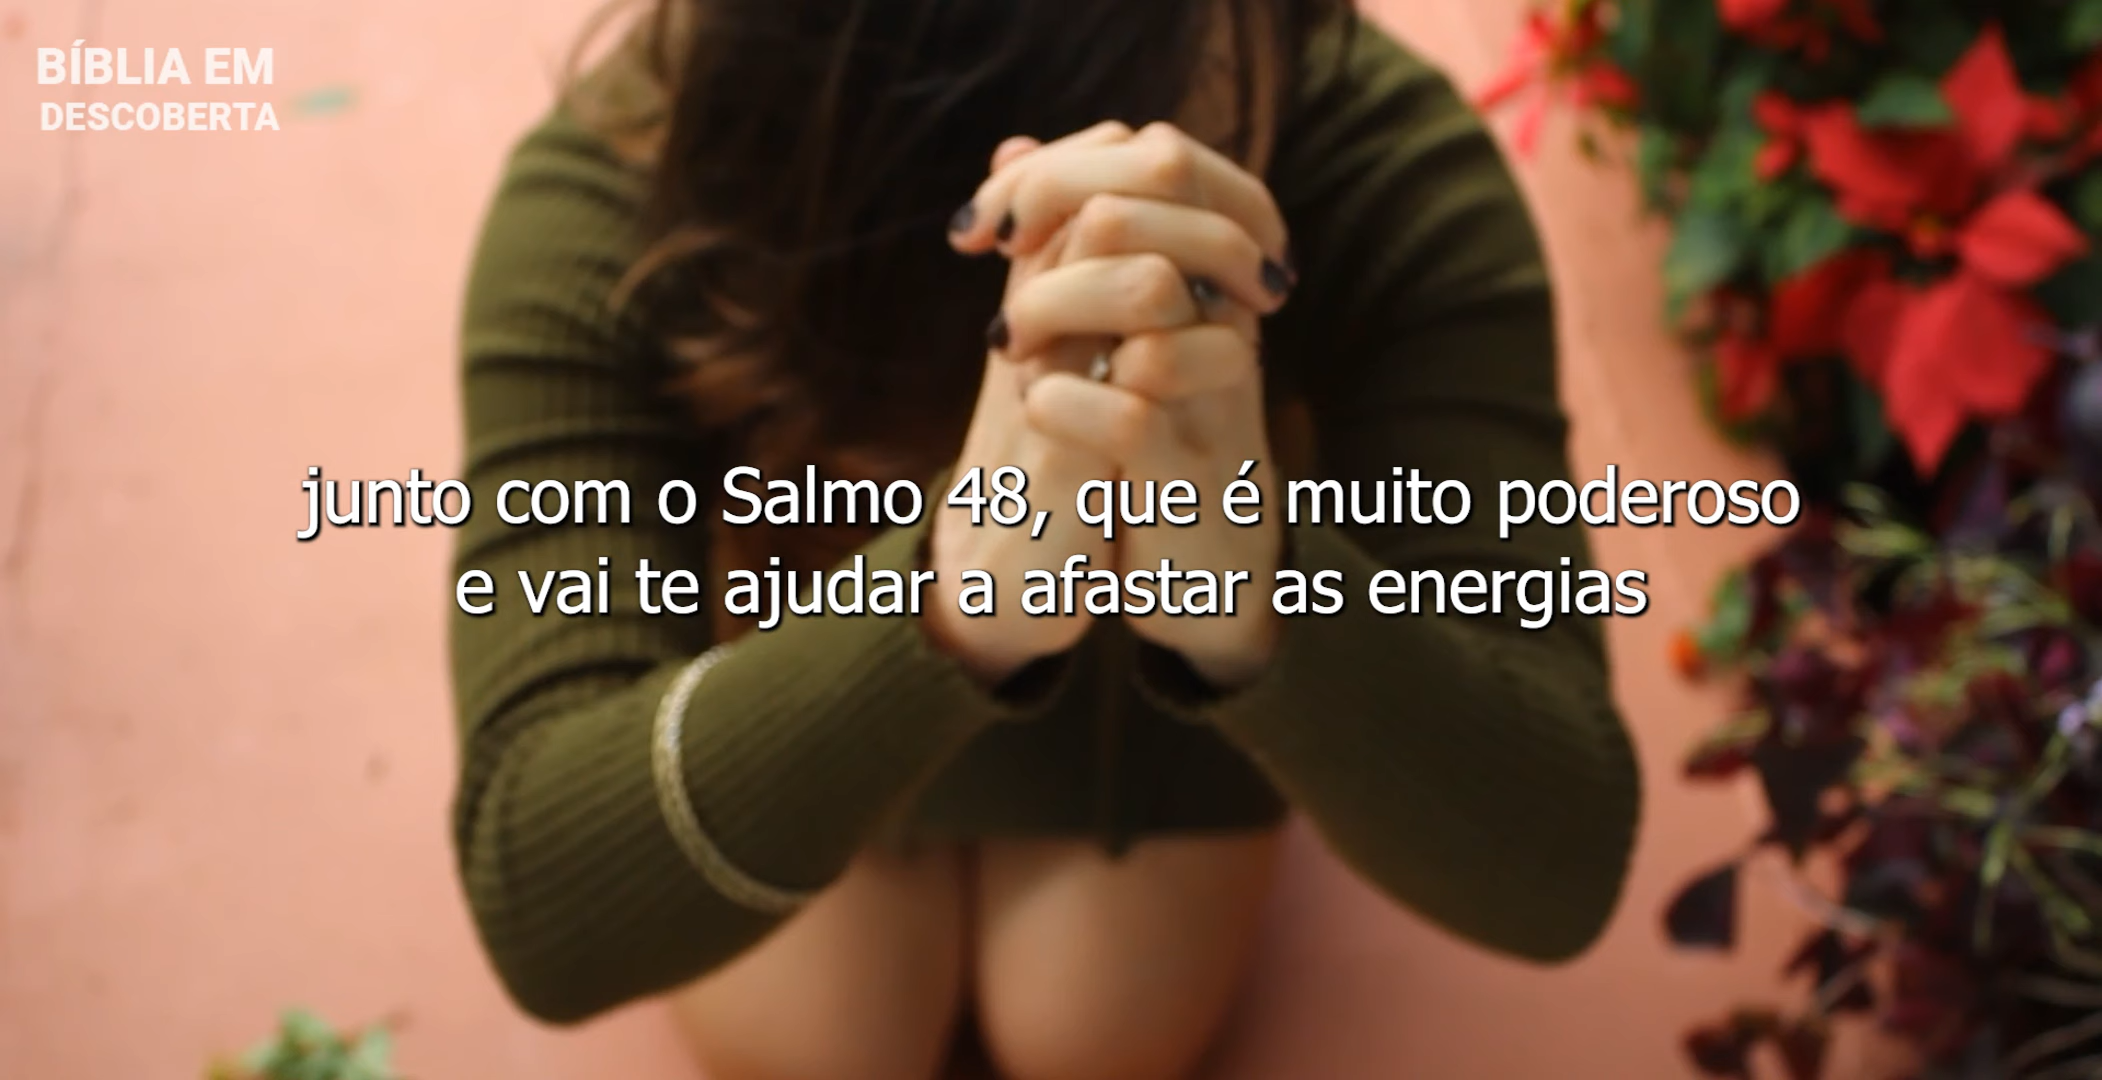 BÍBLIA EM
DESCOBERTA
junto com o Salmo 48, que é muito poderoso
e vai te ajudar a afastar as energias